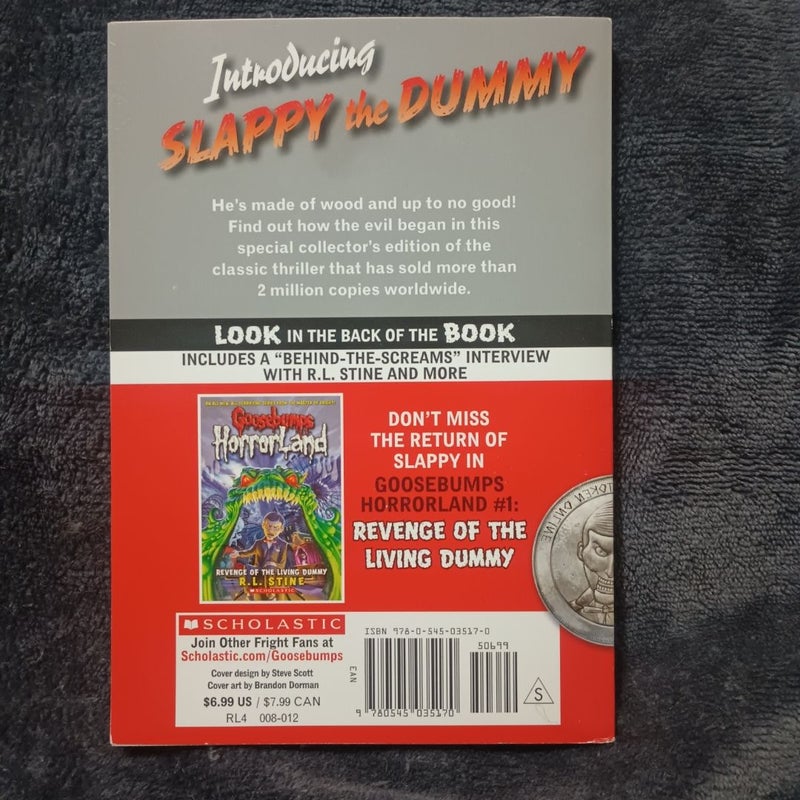 Introducing
SLAPPY the DUMMY
He's made of wood and up to no good!
Find out how the evil began in this
special collector's edition of the
classic thriller that has sold more than
2 million copies worldwide.
LOOK IN THE BACK OF THE BOOK
INCLUDES A “BEHIND-THE-SCREAMS” INTERVIEW
WITH R.L. STINE AND MORE
Goosebumps
HorrorLand
REVENGE OF THE LIVING DUMMY
R.L. STINE
SCHOLASTIC
DON'T MISS
THE RETURN OF
SLAPPY IN
GOOSEBUMPS
HORRORLAND #1:
REVENGE OF THE
LIVING DUMMY
TOKEN ONLINE
SCHOLASTIC
Join Other Fright Fans at
Scholastic.com/Goosebumps
Cover design by Steve Scott
Cover art by Brandon Dorman
$6.99 US / $7.99 CAN
RL4 008-012
ISBN 978-0-545-03517-0
50699
EAN
9 780545 035170
S